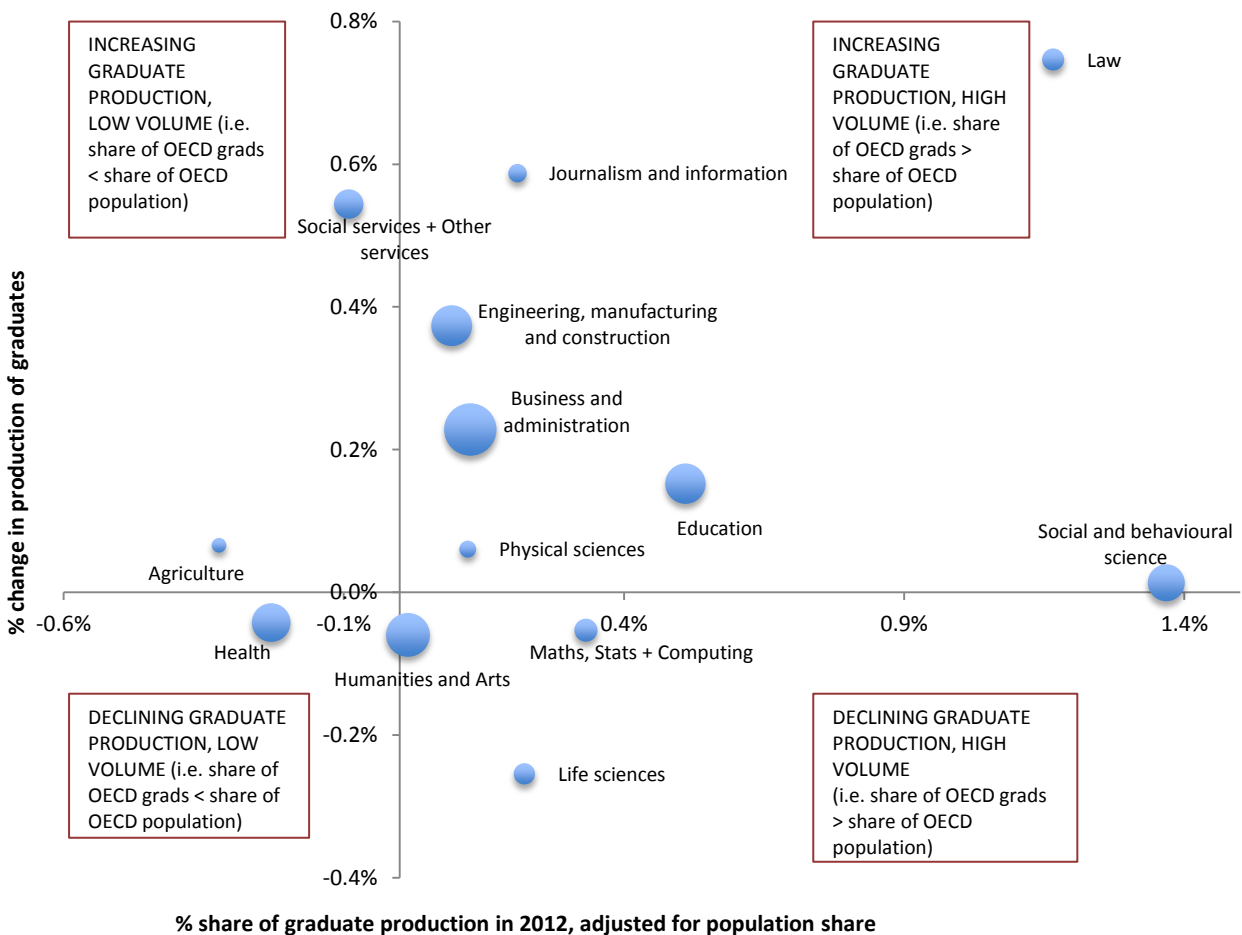 0.8%
INCREASING
GRADUATE
PRODUCTION,
LOW VOLUME (i.e.
share of OECD grads
< share of OECD
population)
INCREASING
GRADUATE
PRODUCTION, HIGH
VOLUME (i.e. share
of OECD grads >
share of OECD
population)
Law
0.6%
Journalism and information
Social services + Other
services
0.4%
Engineering, manufacturing
and construction
Business and
administration
0.2%
Education
Social and behavioural
science
Physical sciences
Agriculture
0.0%
-0.6%
-0.1%
0.4%
0.9%
1.4%
Health
Maths, Stats + Computing
Humanities and Arts
DECLINING GRADUATE
PRODUCTION, LOW
VOLUME (i.e. share of
OECD grads < share of
OECD population)
DECLINING GRADUATE
PRODUCTION, HIGH
VOLUME
(i.e. share of OECD grads
> share of OECD
population)
-0.2%
Life sciences
-0.4%
% change in production of graduates
% share of graduate production in 2012, adjusted for population share